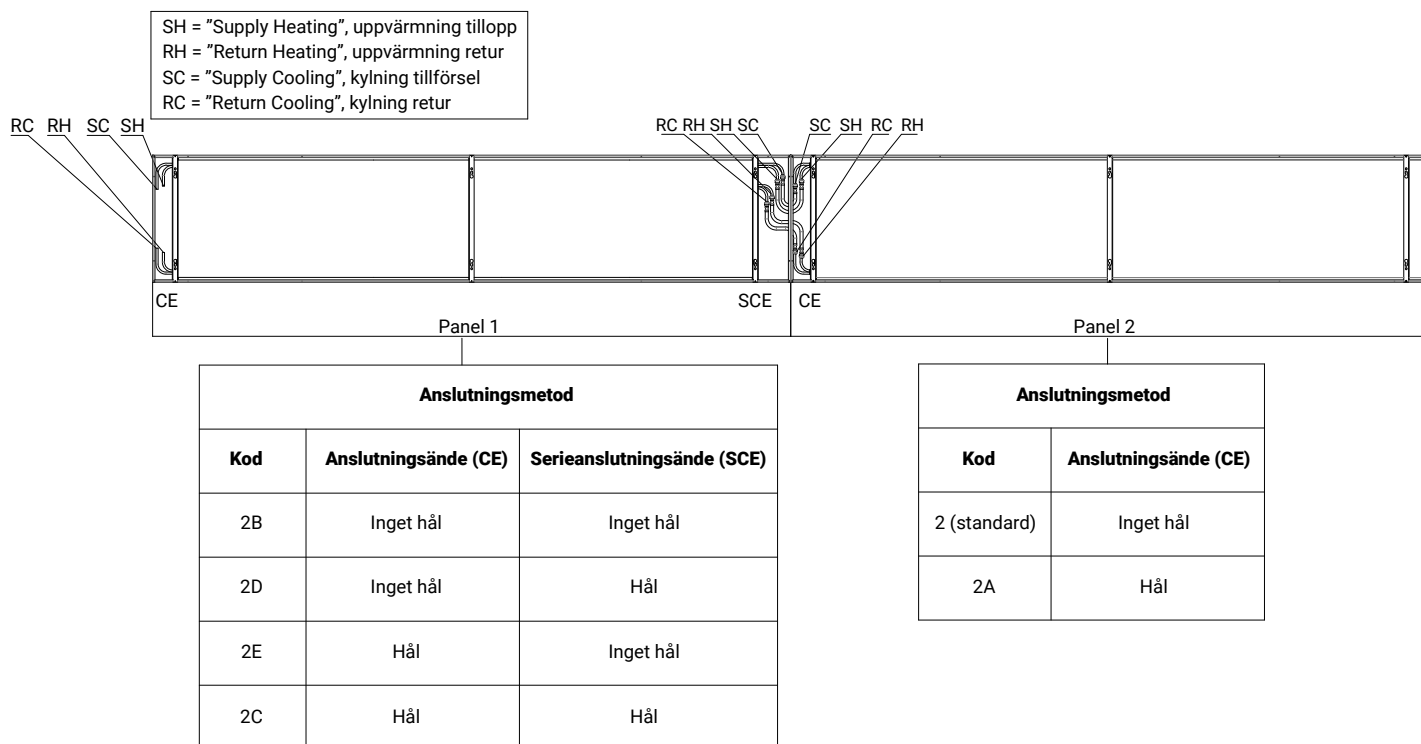 SH = ”Supply Heating”, uppvärmning tillopp
RH = ”Return Heating”, uppvärmning retur
SC = ”Supply Cooling”, kylning tillförsel
RC = ”Return Cooling”, kylning retur
RC RH SC SH RC RH SH SC SC SH RC RH
CE SCE CE
Panel 1 Panel 2
Anslutningsmetod
Kod Anslutningsände (CE) Serieanslutningsände (SCE)
2B Inget hål Inget hål
2D Inget hål Hål
2E Hål Inget hål
2C Hål Hål
Anslutningsmetod
Kod Anslutningsände (CE)
2 (standard) Inget hål
2A Hål